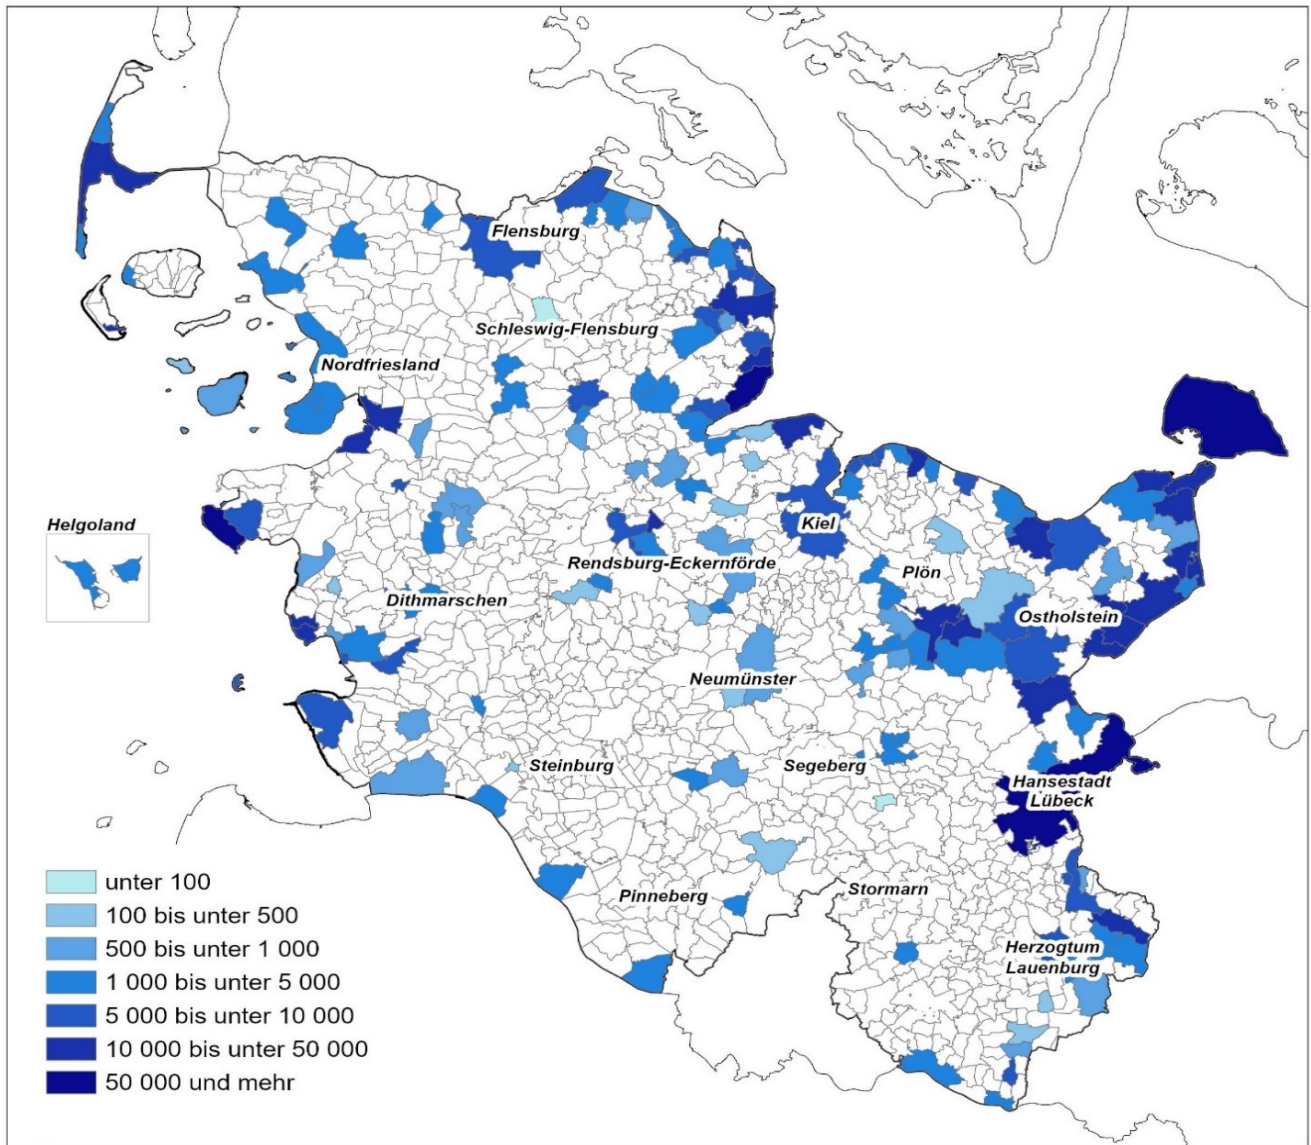 Flensburg
Schleswig-Flensburg
Nordfriesland
Helgoland
Kiel
Rendsburg-Eckernförde
Plön
Dithmarschen
Ostholstein
Neumünster
Steinburg
Segeberg
Hansestadt
Lübeck
Pinneberg
Stormarn
Herzogtum
Lauenburg
unter 100
100 bis unter 500
500 bis unter 1 000
1 000 bis unter 5 000
5 000 bis unter 10 000
10 000 bis unter 50 000
50 000 und mehr